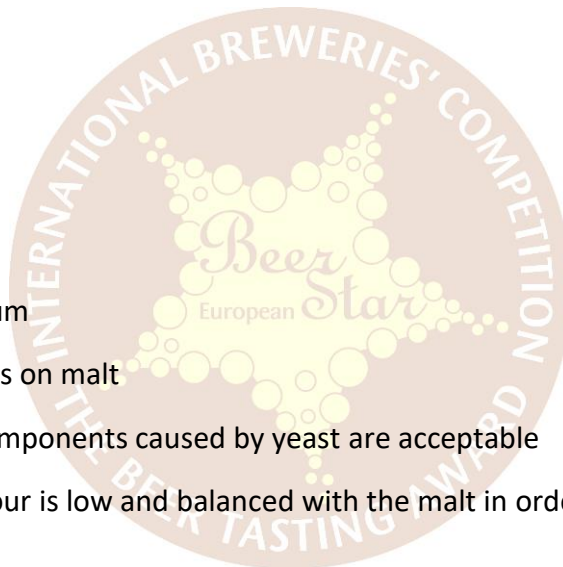 INTERNATIONAL BREWERIES' COMPETITION
Beer
European Star
um
s on malt
mponents caused by yeast are acceptable
our is low and balanced with the malt in orde
THE BEER TASTING AWARD